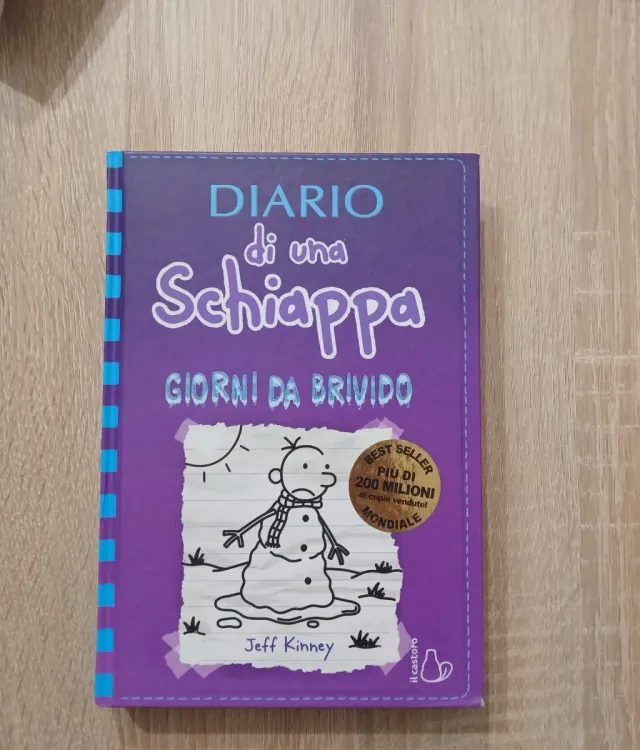 DIARIO
di una
Schiappa
GIORNI DA BRIVIDO
BEST SELLER
PIÙ DI
200 MILIONI
di copie vendute!
MONDIALE
Jeff Kinney
il castoro